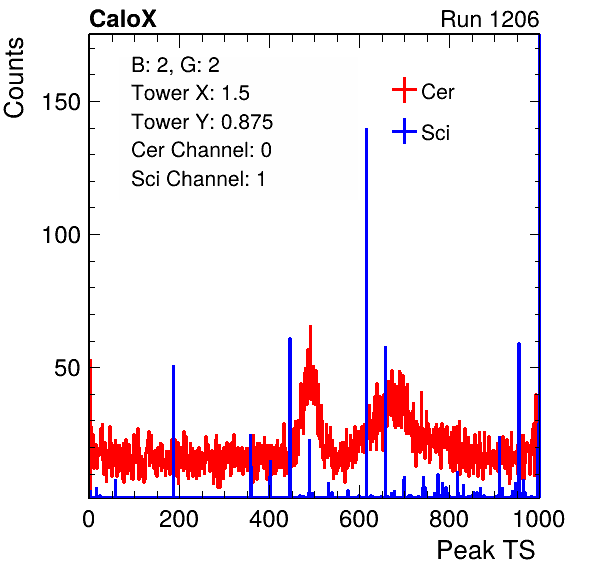 CaloX Run 1206
Counts
B: 2, G: 2
Tower X: 1.5
Tower Y: 0.875
Cer Channel: 0
Sci Channel: 1
Cer
Sci
150
100
50
0 200 400 600 800 1000
Peak TS